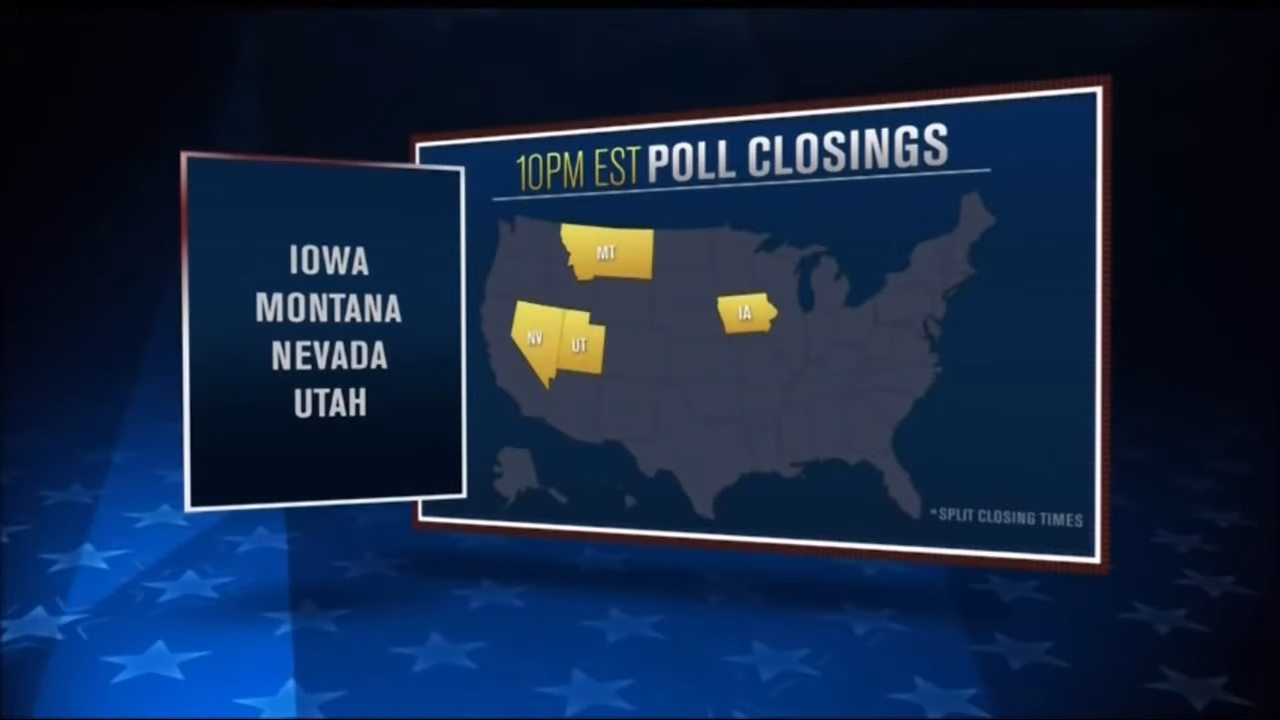 10PM EST POLL CLOSINGS
IOWA
MONTANA
NEVADA
UTAH
MT
IA
NV
UT
*SPLIT CLOSING TIMES